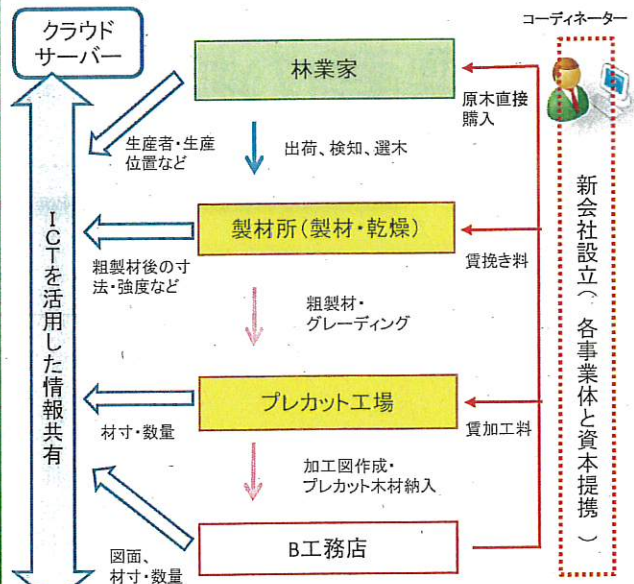 クラウド
サーバー
コーディネーター
林業家
原木直接
購入
生産者・生産
位置など
出荷、検知、選木
製材所(製材・乾燥)
賃挽き料
粗製材後の寸
法・強度など
粗製材・
グレーディング
プレカット工場
賃加工料
材寸・数量
加工図作成・
プレカット木材納入
B工務店
図面、
材寸・数量
ICTを活用した情報共有
新会社設立(各事業体と資本提携)